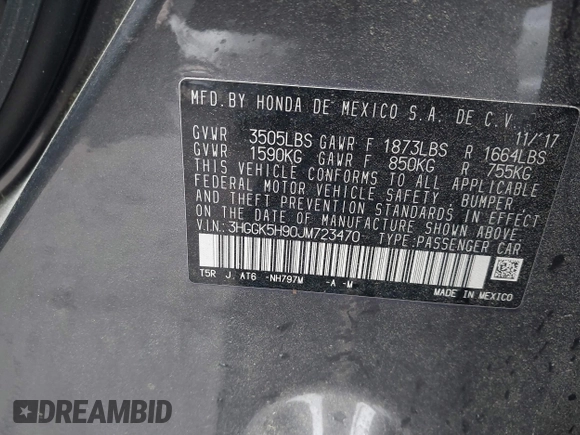 MFD. BY HONDA DE MEXICO S.A. DE C.V.
11/'17
GVWR 3505LBS GAWR F 1873LBS R 1664LBS
GVWR 1590KG GAWR F 850KG R 755KG
THIS VEHICLE CONFORMS TO ALL APPLICABLE
FEDERAL MOTOR VEHICLE SAFETY, BUMPER
AND THEFT PREVENTION STANDARDS IN EFFECT
ON THE DATE OF MANUFACTURE SHOWN ABOVE.
V.I.N: 3HGGK5H90JM723470 TYPE:PASSENGER CAR
T5R J. AT6 -NH797M -A -M
MADE IN MEXICO
DREAMBID